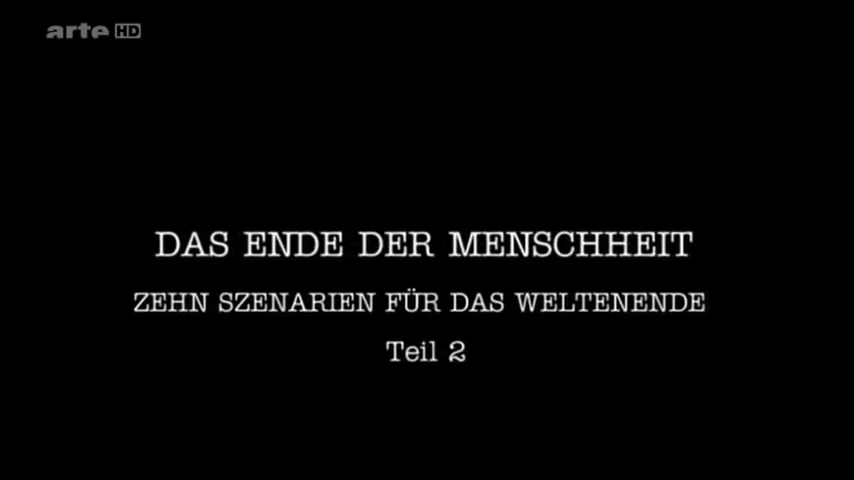 arte HD
DAS ENDE DER MENSCHHEIT
ZEHN SZENARIEN FÜR DAS WELTENENDE
Teil 2